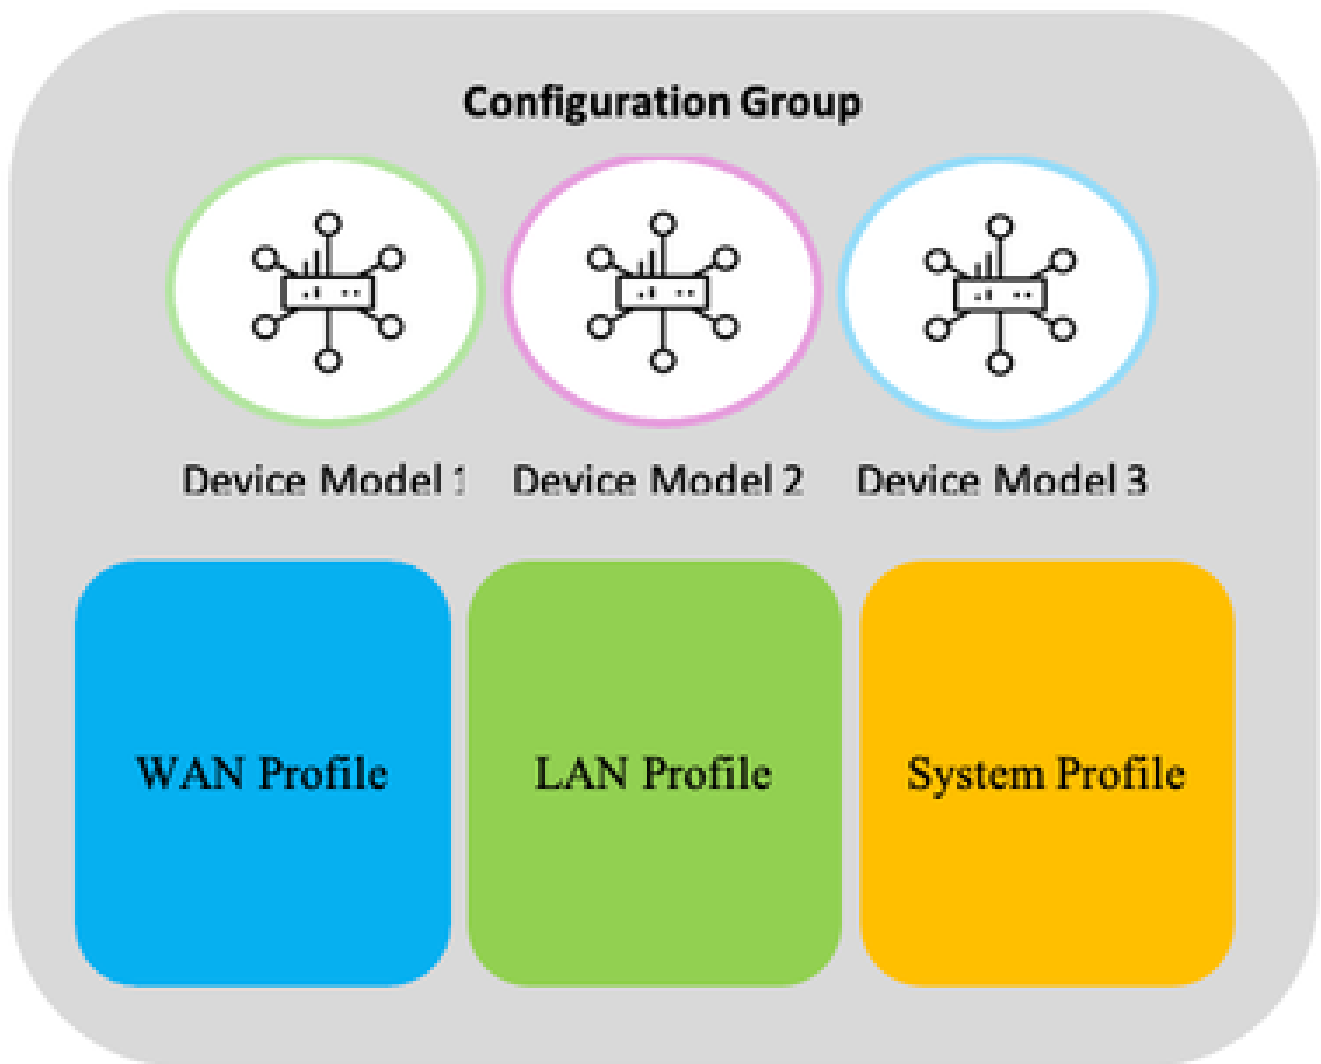 Configuration Group
Device Model 1 Device Model 2 Device Model 3
WAN Profile LAN Profile System Profile